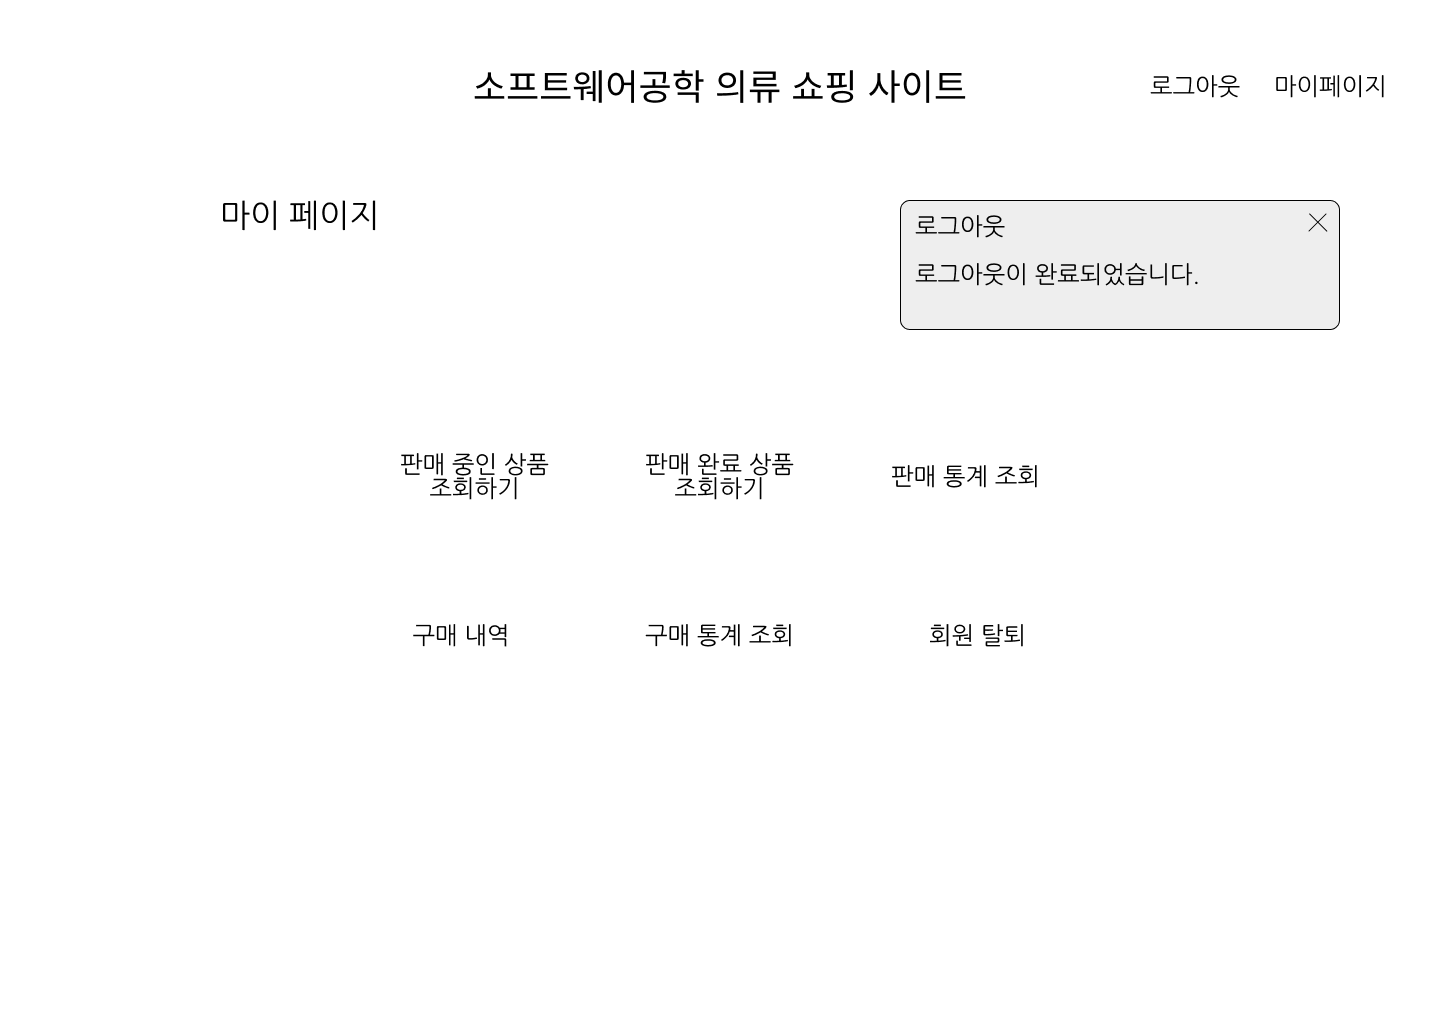 소프트웨어공학 의류 쇼핑 사이트
로그아웃
마이페이지
마이 페이지
로그아웃
로그아웃이 완료되었습니다.
판매 중인 상품
조회하기
판매 완료 상품
조회하기
판매 통계 조회
구매 내역
구매 통계 조회
회원 탈퇴